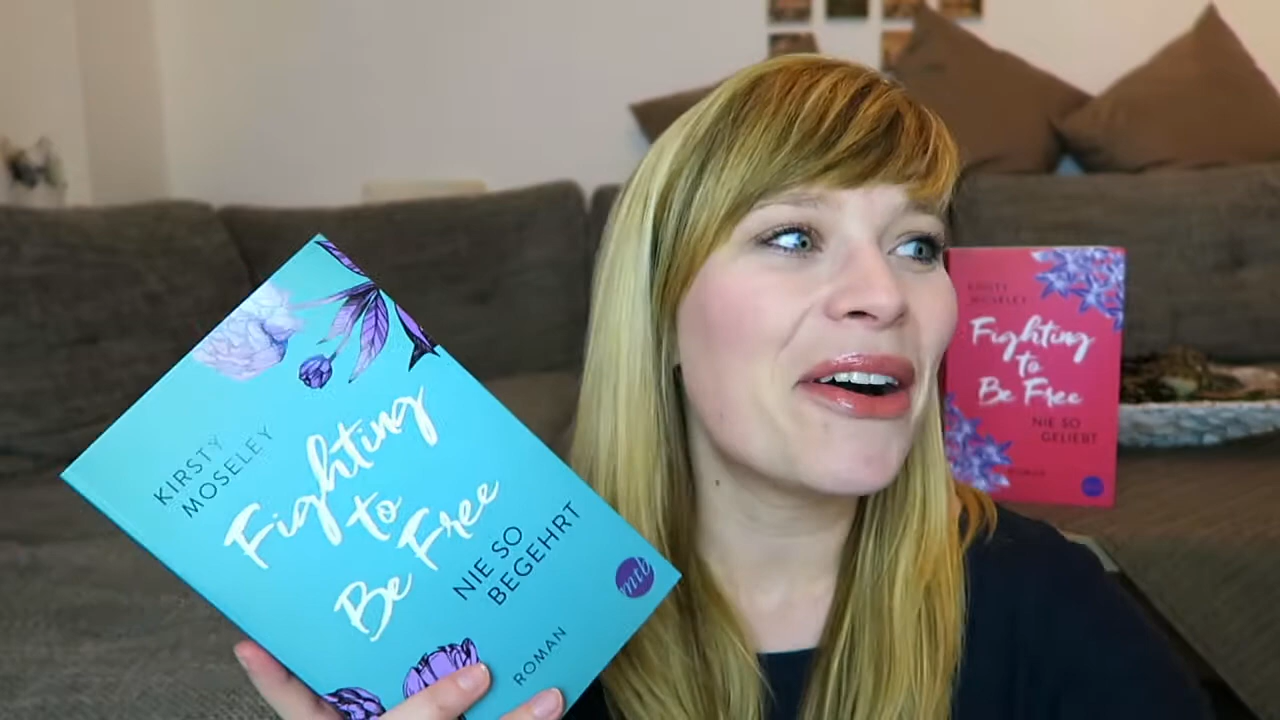 KIRSTY
MOSELEY
Fighting
to
Be Free
NIE SO
BEGEHRT
ROMAN
mtb
KIRSTY
MOSELEY
Fighting
to
Be Free
NIE SO
GELIEBT
ROMAN